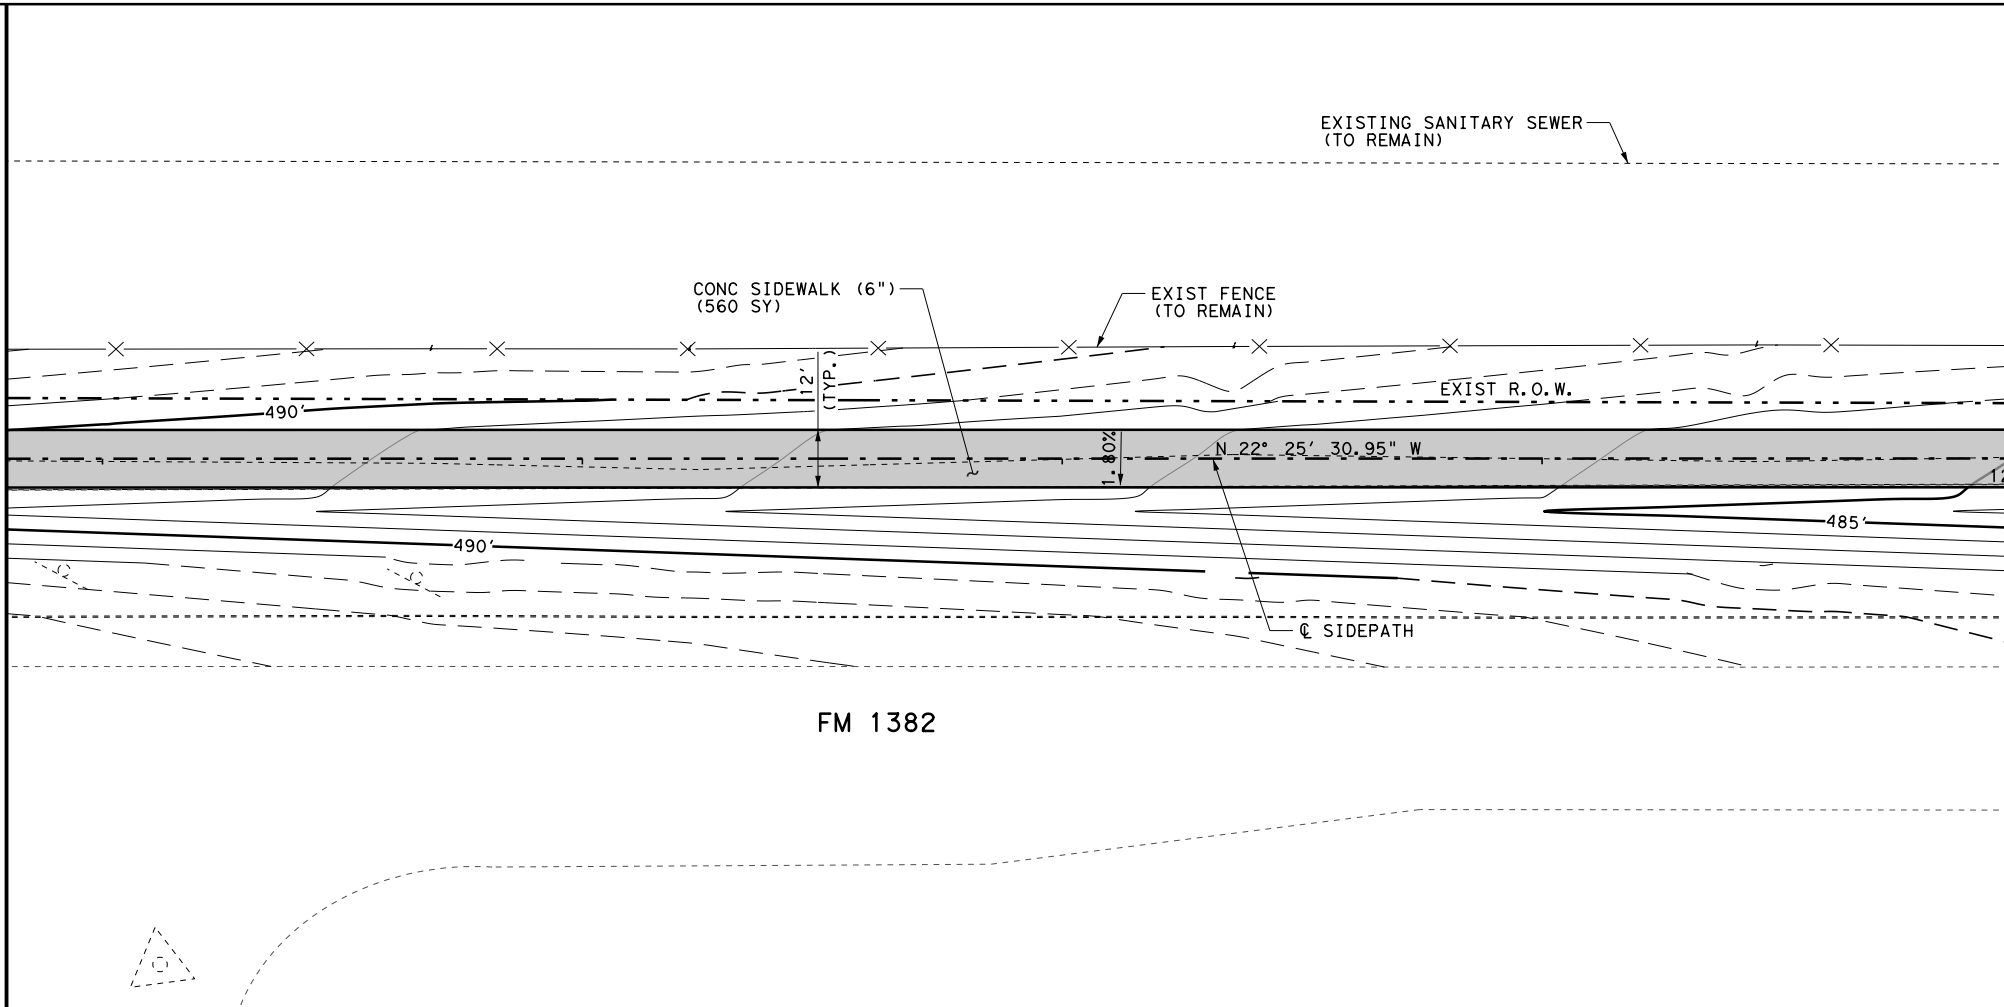 EXISTING SANITARY SEWER
(TO REMAIN)
CONC SIDEWALK (6")
(560 SY)
EXIST FENCE
(TO REMAIN)
12'
(TYP.)
EXIST R.O.W.
490'
1.80%
N 22° 25' 30.95" W
12
485'
490'
℄ SIDEPATH
FM 1382